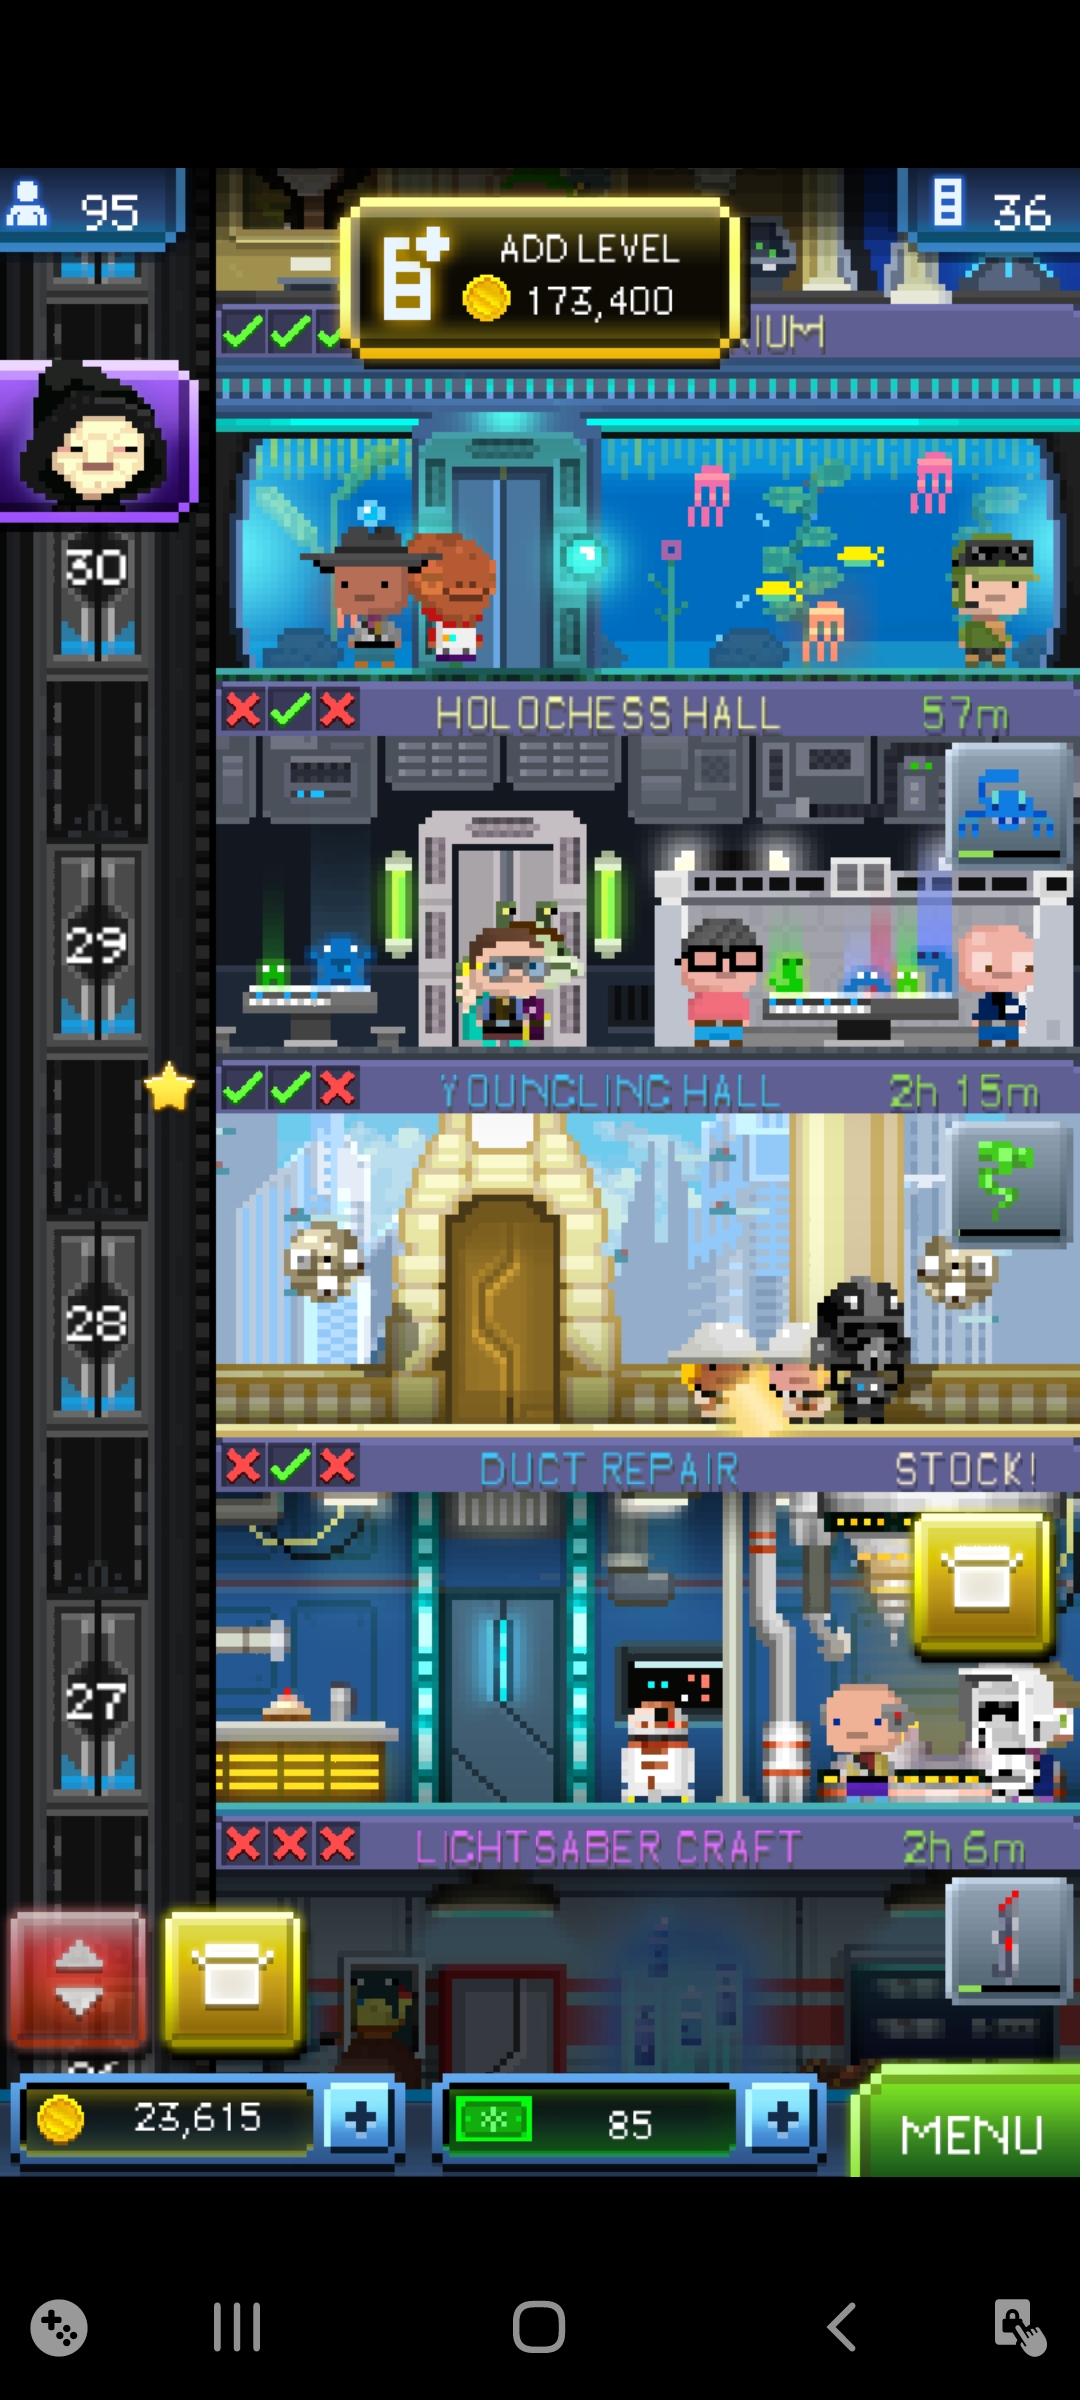 95
ADD LEVEL
173,400
36
RIUM
30
HOLOCHESS HALL
57m
29
YOUNGLING HALL
2h 15m
28
DUCT REPAIR
STOCK!
27
LIGHTSABER CRAFT
2h 6m
23,615
85
MENU